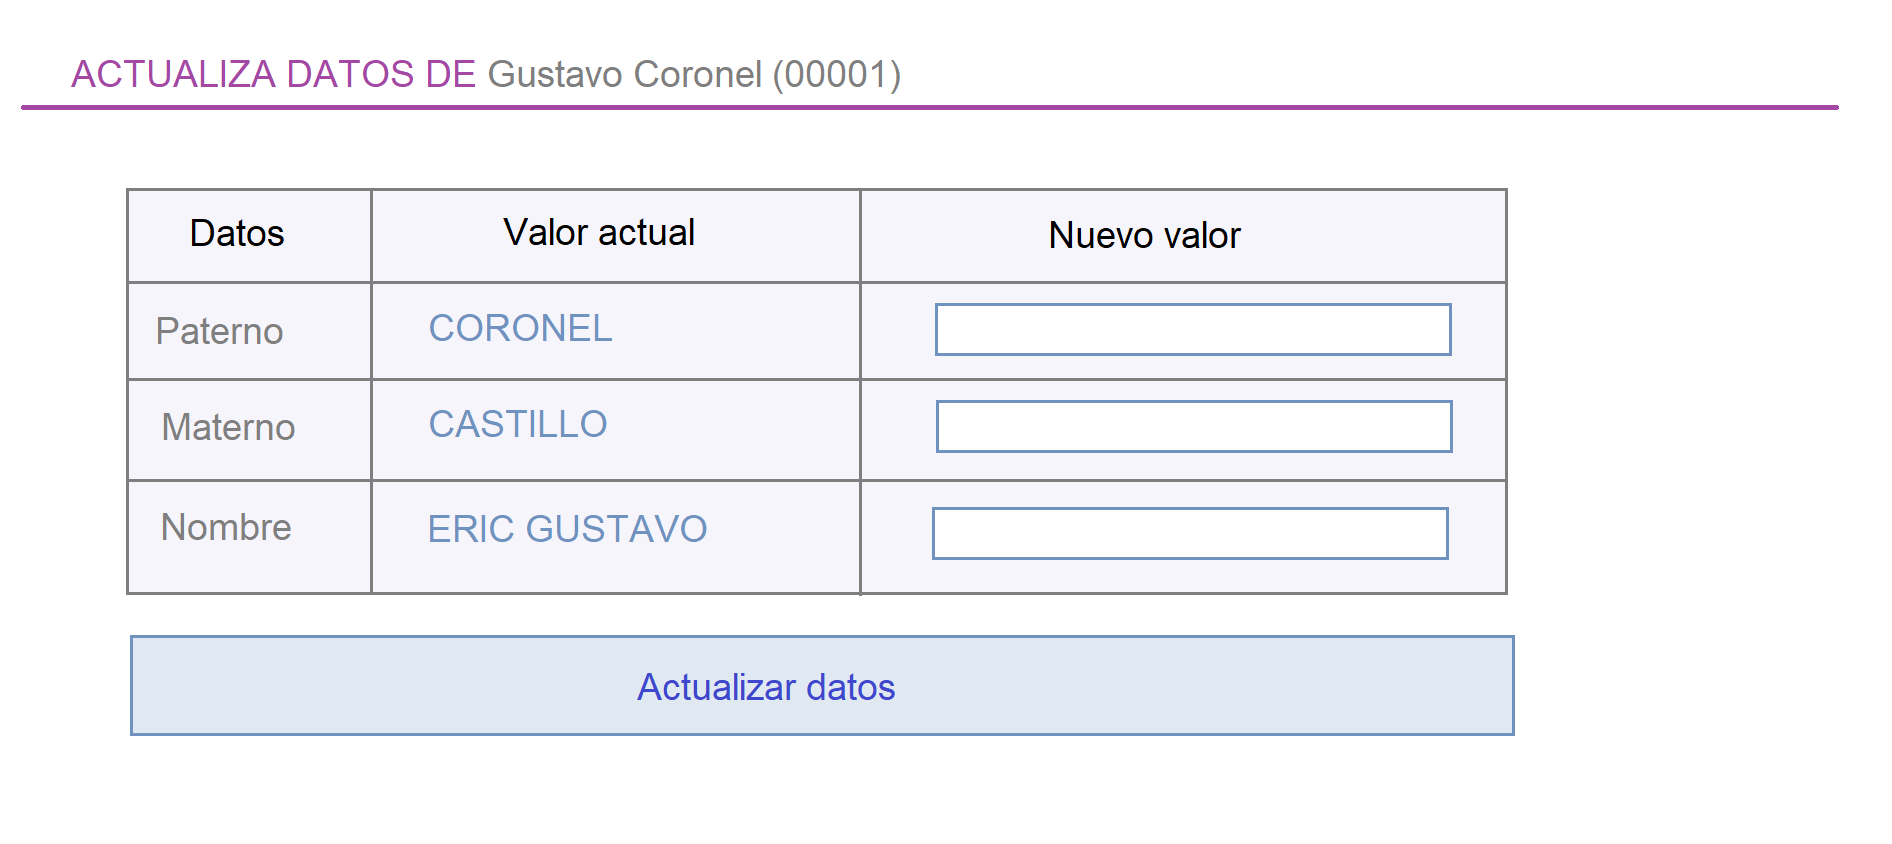 ACTUALIZA DATOS DE Gustavo Coronel (00001)
Datos Valor actual Nuevo valor
Paterno CORONEL
Materno CASTILLO
Nombre ERIC GUSTAVO
Actualizar datos